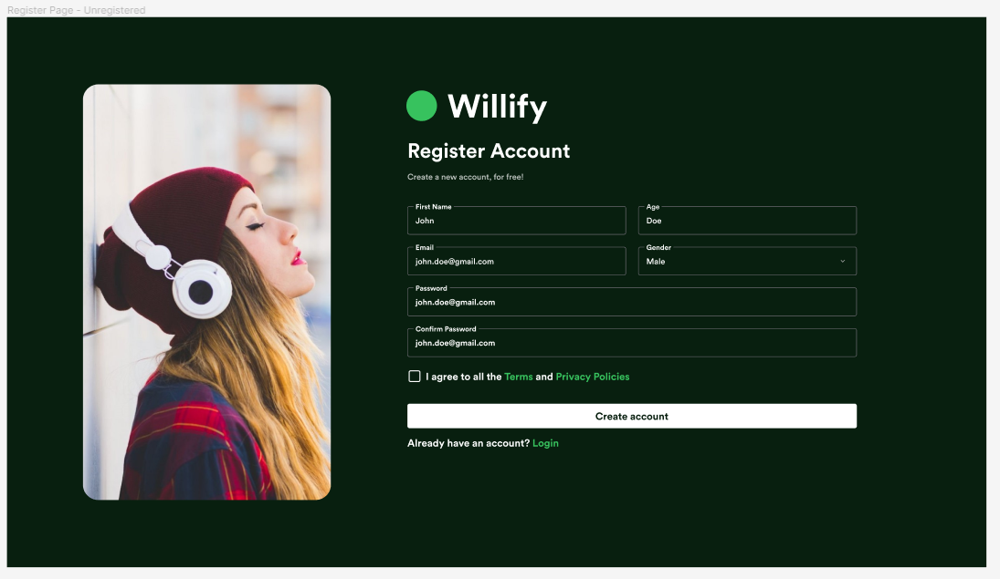 Register Page - Unregistered
Willify
Register Account
Create a new account, for free!
First Name
John
Age
Doe
Email
john.doe@gmail.com
Gender
Male
Password
john.doe@gmail.com
Confirm Password
john.doe@gmail.com
I agree to all the Terms and Privacy Policies
Create account
Already have an account? Login